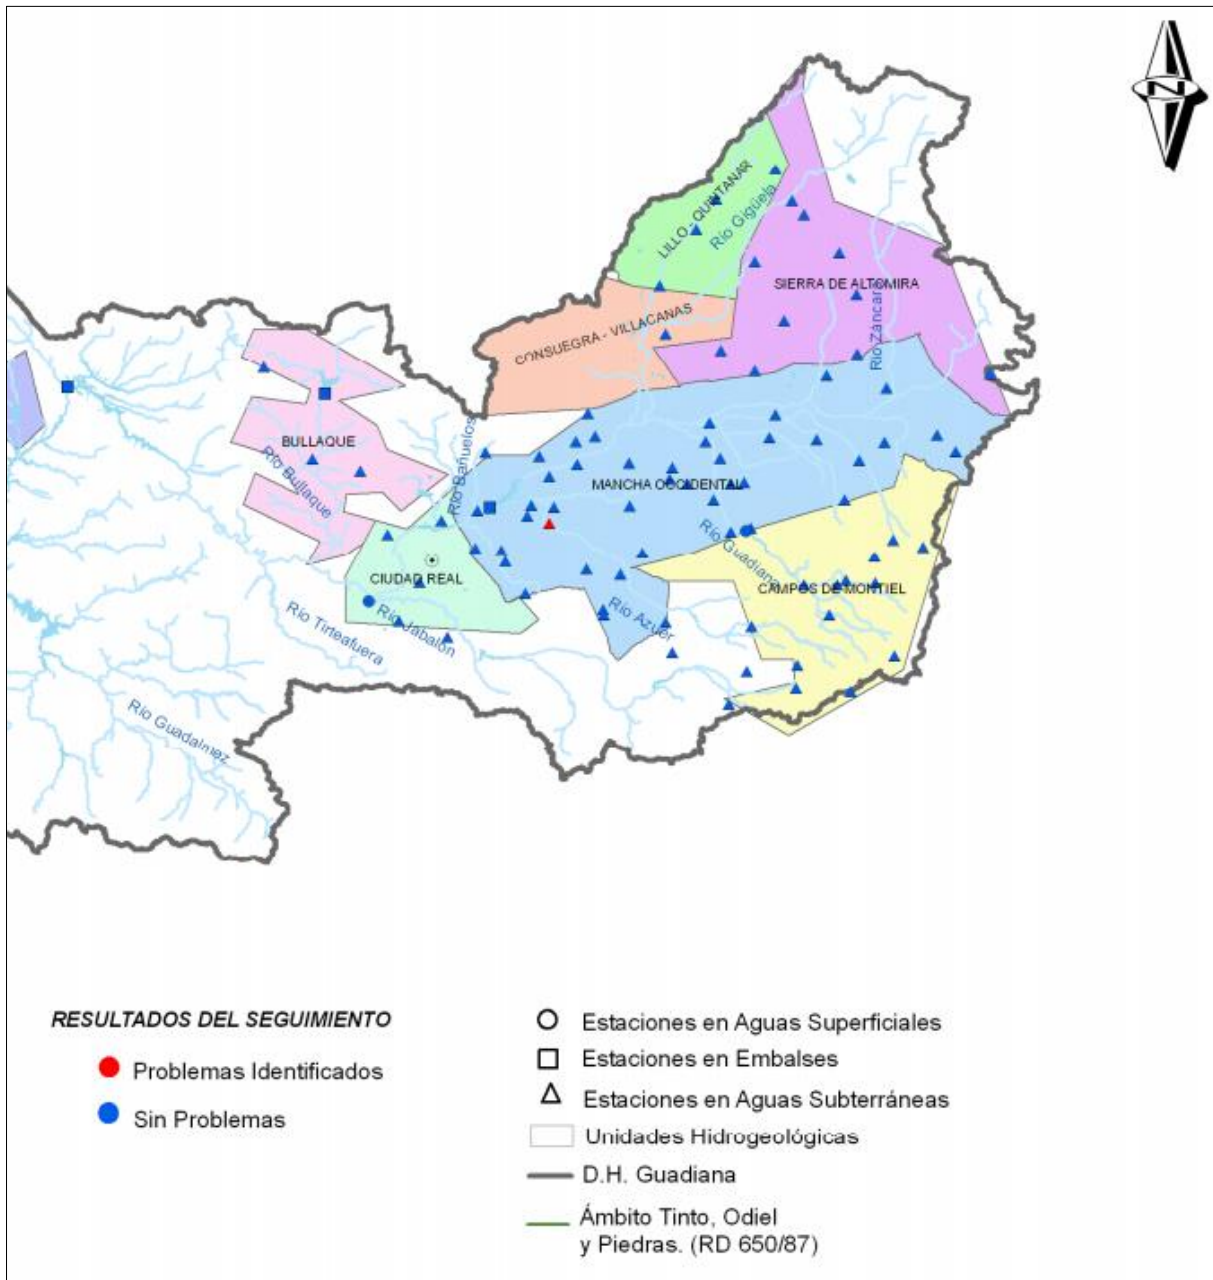 N
LILLO - QUINTANAR
Río Gigüela
SIERRA DE ALTOMIRA
Río Záncara
CONSUEGRA - VILLACAÑAS
BULLAQUE
Río Bullaque
Río Bañuelos
MANCHA OCCIDENTAL
Río Guadiana
CIUDAD REAL
CAMPOS DE MONTIEL
Río Azuer
Río Jabalón
Río Tirteafuera
Río Guadalmez
RESULTADOS DEL SEGUIMIENTO
Problemas Identificados
Sin Problemas
Estaciones en Aguas Superficiales
Estaciones en Embalses
Estaciones en Aguas Subterráneas
Unidades Hidrogeológicas
D.H. Guadiana
Ámbito Tinto, Odiel
y Piedras. (RD 650/87)